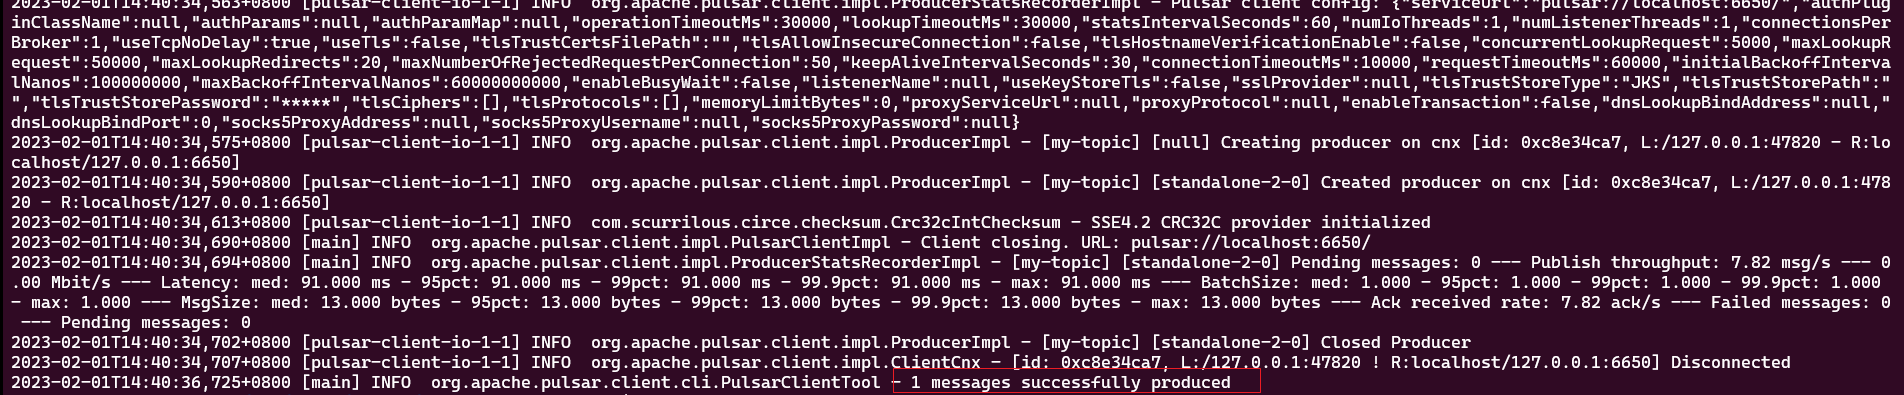 2023-02-01T14:40:34,563+0800 [pulsar-client-io-1-1] INFO  org.apache.pulsar.client.impl.ProducerStatsRecorderImpl - Pulsar client config: {"serviceUrl":"pulsar://localhost:6650/","authPlug
inClassName":null,"authParams":null,"authParamMap":null,"operationTimeoutMs":30000,"lookupTimeoutMs":30000,"statsIntervalSeconds":60,"numIoThreads":1,"numListenerThreads":1,"connectionsPer
Broker":1,"useTcpNoDelay":true,"useTls":false,"tlsTrustCertsFilePath":"","tlsAllowInsecureConnection":false,"tlsHostnameVerificationEnable":false,"concurrentLookupRequest":5000,"maxLookupR
equest":50000,"maxLookupRedirects":20,"maxNumberOfRejectedRequestPerConnection":50,"keepAliveIntervalSeconds":30,"connectionTimeoutMs":10000,"requestTimeoutMs":60000,"initialBackoffInterva
lNanos":100000000,"maxBackoffIntervalNanos":60000000000,"enableBusyWait":false,"listenerName":null,"useKeyStoreTls":false,"sslProvider":null,"tlsTrustStoreType":"JKS","tlsTrustStorePath":"
","tlsTrustStorePassword":"*****","tlsCiphers":[],"tlsProtocols":[],"memoryLimitBytes":0,"proxyServiceUrl":null,"proxyProtocol":null,"enableTransaction":false,"dnsLookupBindAddress":null,"
dnsLookupBindPort":0,"socks5ProxyAddress":null,"socks5ProxyUsername":null,"socks5ProxyPassword":null}
2023-02-01T14:40:34,575+0800 [pulsar-client-io-1-1] INFO  org.apache.pulsar.client.impl.ProducerImpl - [my-topic] [null] Creating producer on cnx [id: 0xc8e34ca7, L:/127.0.0.1:47820 - R:lo
calhost/127.0.0.1:6650]
2023-02-01T14:40:34,590+0800 [pulsar-client-io-1-1] INFO  org.apache.pulsar.client.impl.ProducerImpl - [my-topic] [standalone-2-0] Created producer on cnx [id: 0xc8e34ca7, L:/127.0.0.1:478
20 - R:localhost/127.0.0.1:6650]
2023-02-01T14:40:34,613+0800 [pulsar-client-io-1-1] INFO  com.scurrilous.circe.checksum.Crc32cIntChecksum - SSE4.2 CRC32C provider initialized
2023-02-01T14:40:34,690+0800 [main] INFO  org.apache.pulsar.client.impl.PulsarClientImpl - Client closing. URL: pulsar://localhost:6650/
2023-02-01T14:40:34,694+0800 [main] INFO  org.apache.pulsar.client.impl.ProducerStatsRecorderImpl - [my-topic] [standalone-2-0] Pending messages: 0 --- Publish throughput: 7.82 msg/s --- 0
.00 Mbit/s --- Latency: med: 91.000 ms - 95pct: 91.000 ms - 99pct: 91.000 ms - 99.9pct: 91.000 ms - max: 91.000 ms --- BatchSize: med: 1.000 - 95pct: 1.000 - 99pct: 1.000 - 99.9pct: 1.000 
- max: 1.000 --- MsgSize: med: 13.000 bytes - 95pct: 13.000 bytes - 99pct: 13.000 bytes - 99.9pct: 13.000 bytes - max: 13.000 bytes --- Ack received rate: 7.82 ack/s --- Failed messages: 0
 --- Pending messages: 0
2023-02-01T14:40:34,702+0800 [pulsar-client-io-1-1] INFO  org.apache.pulsar.client.impl.ProducerImpl - [my-topic] [standalone-2-0] Closed Producer
2023-02-01T14:40:34,707+0800 [pulsar-client-io-1-1] INFO  org.apache.pulsar.client.impl.ClientCnx - [id: 0xc8e34ca7, L:/127.0.0.1:47820 ! R:localhost/127.0.0.1:6650] Disconnected
2023-02-01T14:40:36,725+0800 [main] INFO  org.apache.pulsar.client.cli.PulsarClientTool - 1 messages successfully produced